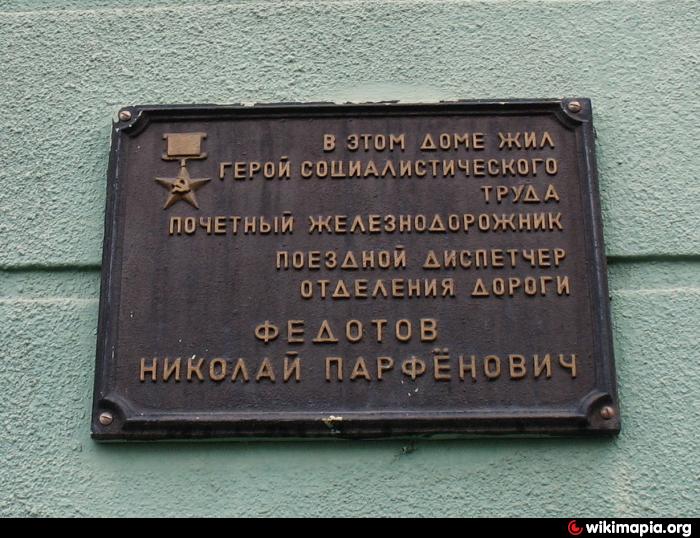 В ЭТОМ ДОМЕ ЖИЛ
ГЕРОЙ СОЦИАЛИСТИЧЕСКОГО
ТРУДА
ПОЧЕТНЫЙ ЖЕЛЕЗНОДОРОЖНИК
ПОЕЗДНОЙ ДИСПЕТЧЕР
ОТДЕЛЕНИЯ ДОРОГИ
ФЕДОТОВ
НИКОЛАЙ ПАРФЁНОВИЧ
wikimapia.org